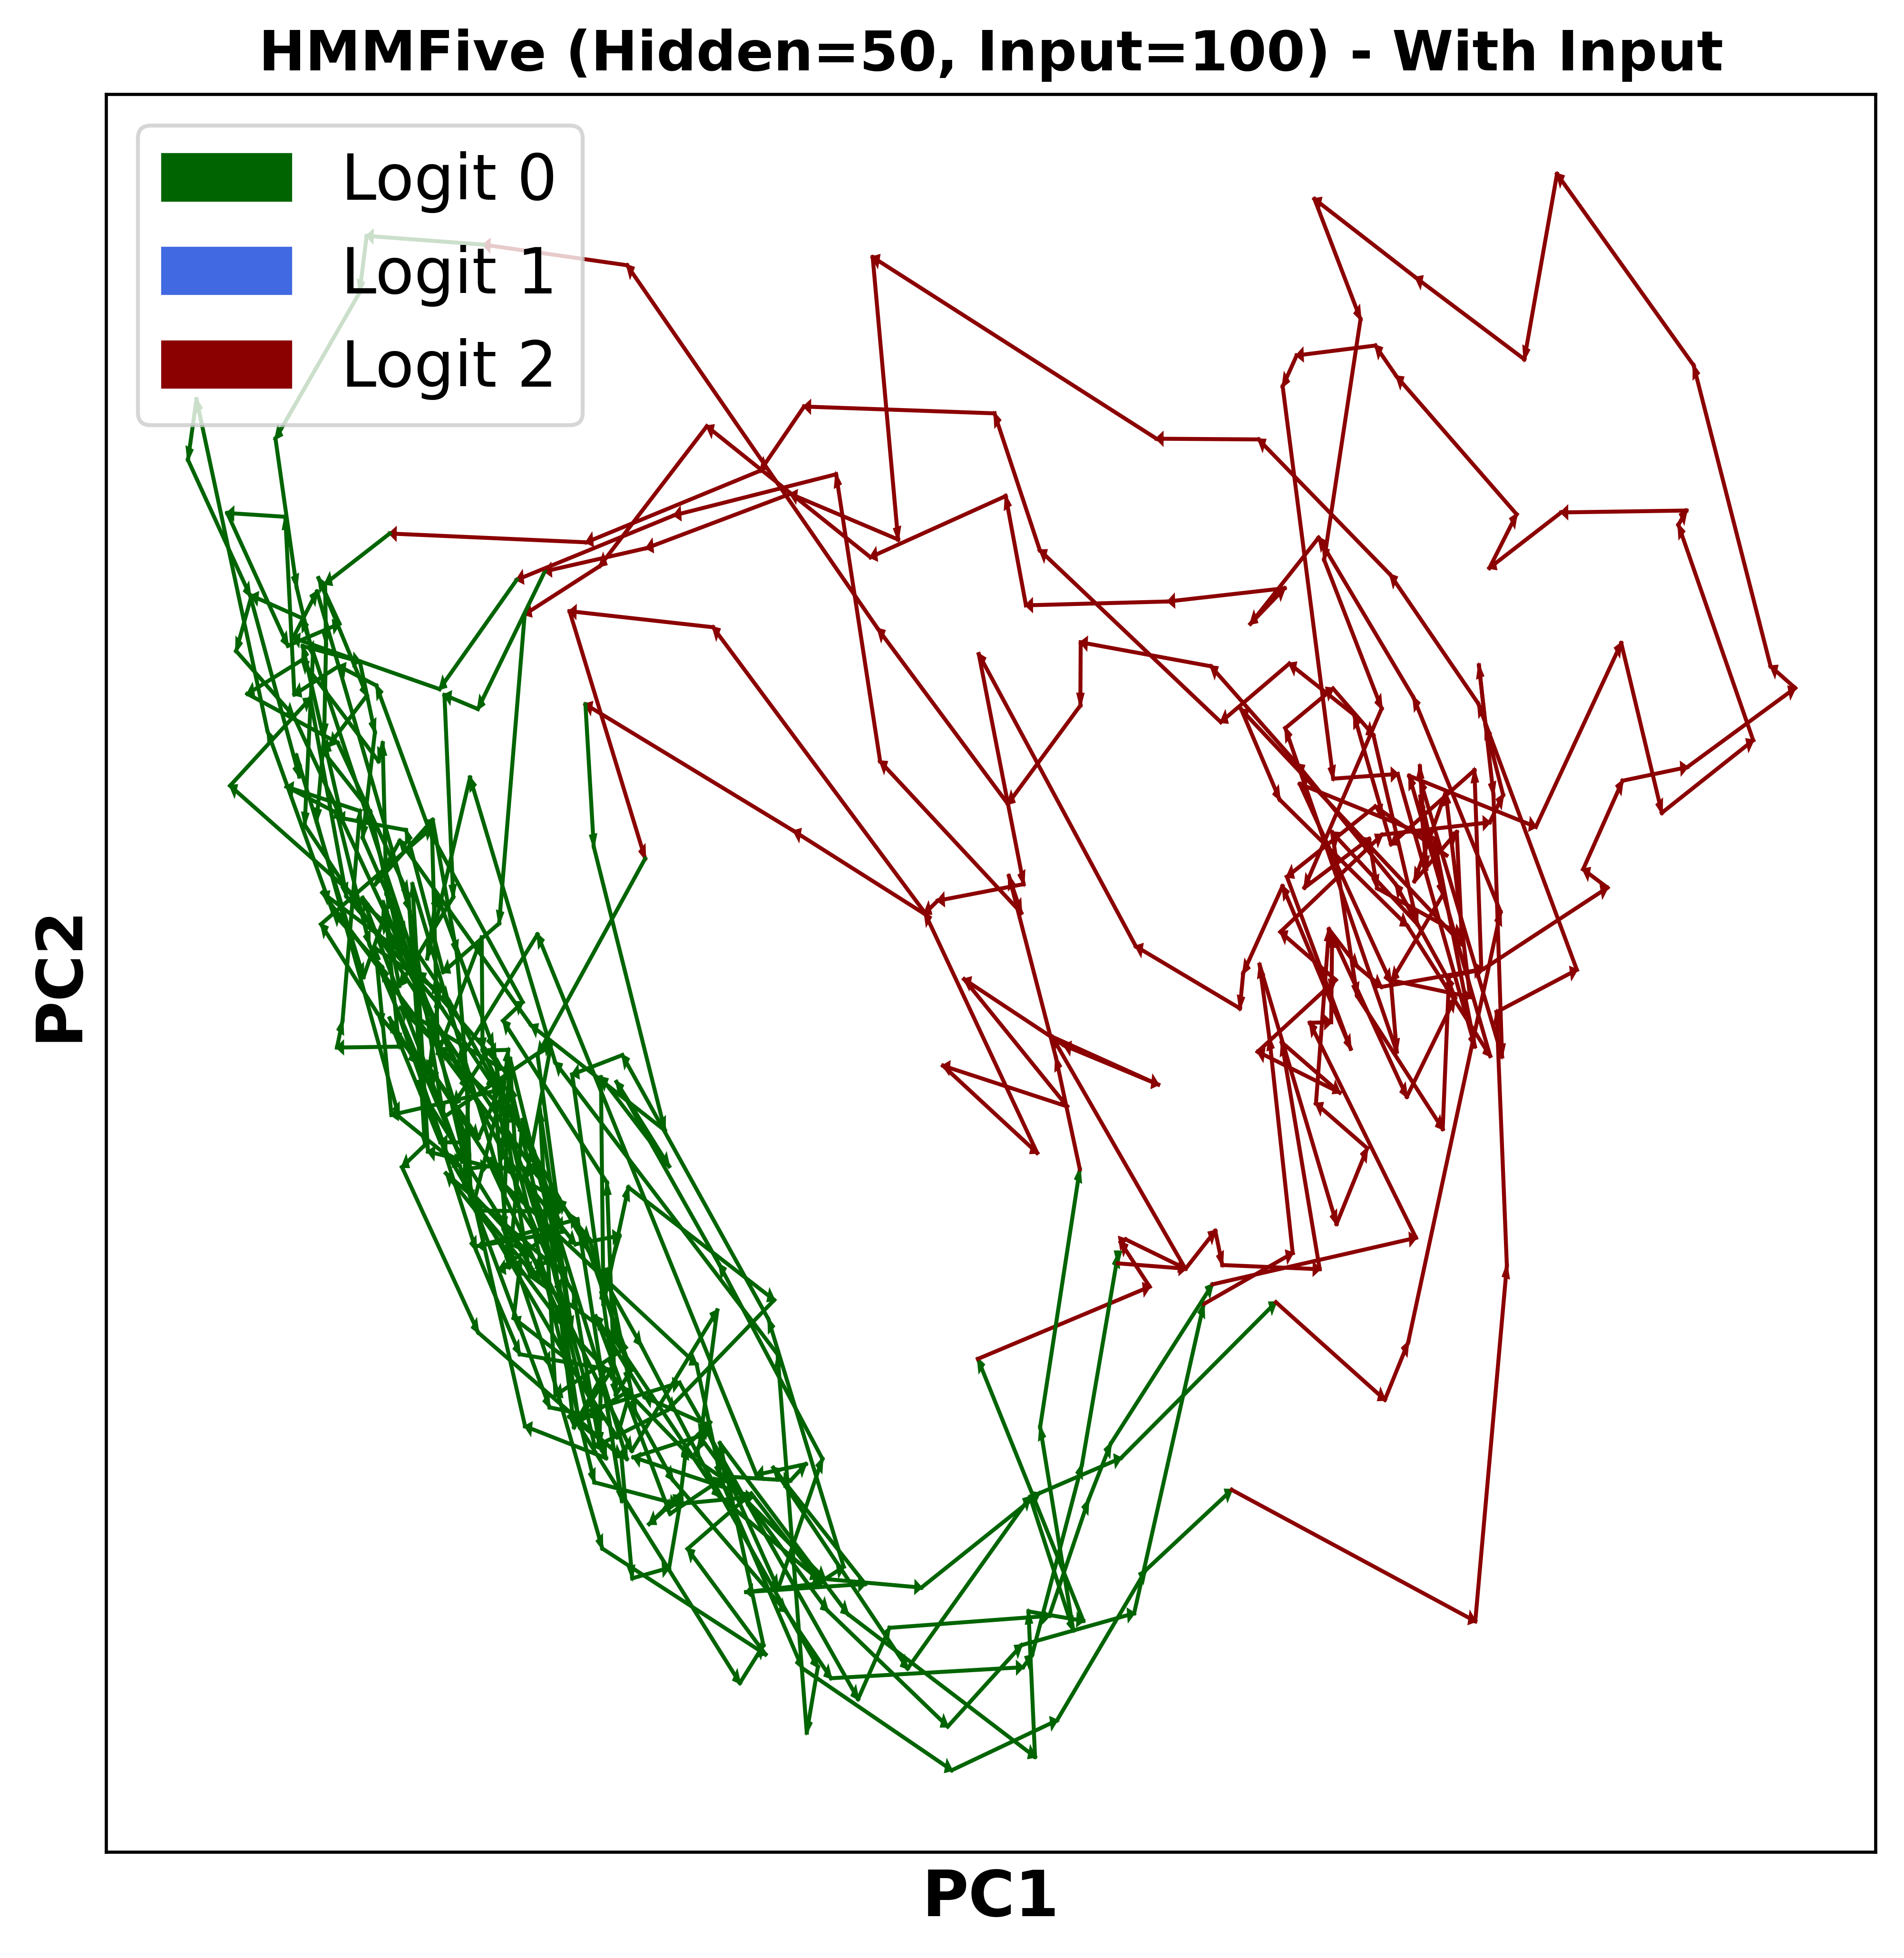 HMMFive (Hidden=50, Input=100) - With Input
Logit 0
Logit 1
Logit 2
PC2
PC1